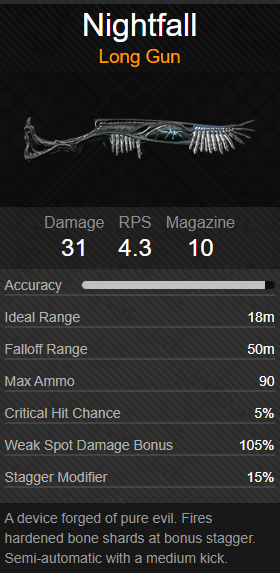 Nightfall
Long Gun
Damage RPS Magazine
31 4.3 10
Accuracy
Ideal Range 18m
Falloff Range 50m
Max Ammo 90
Critical Hit Chance 5%
Weak Spot Damage Bonus 105%
Stagger Modifier 15%
A device forged of pure evil. Fires
hardened bone shards at bonus stagger.
Semi-automatic with a medium kick.